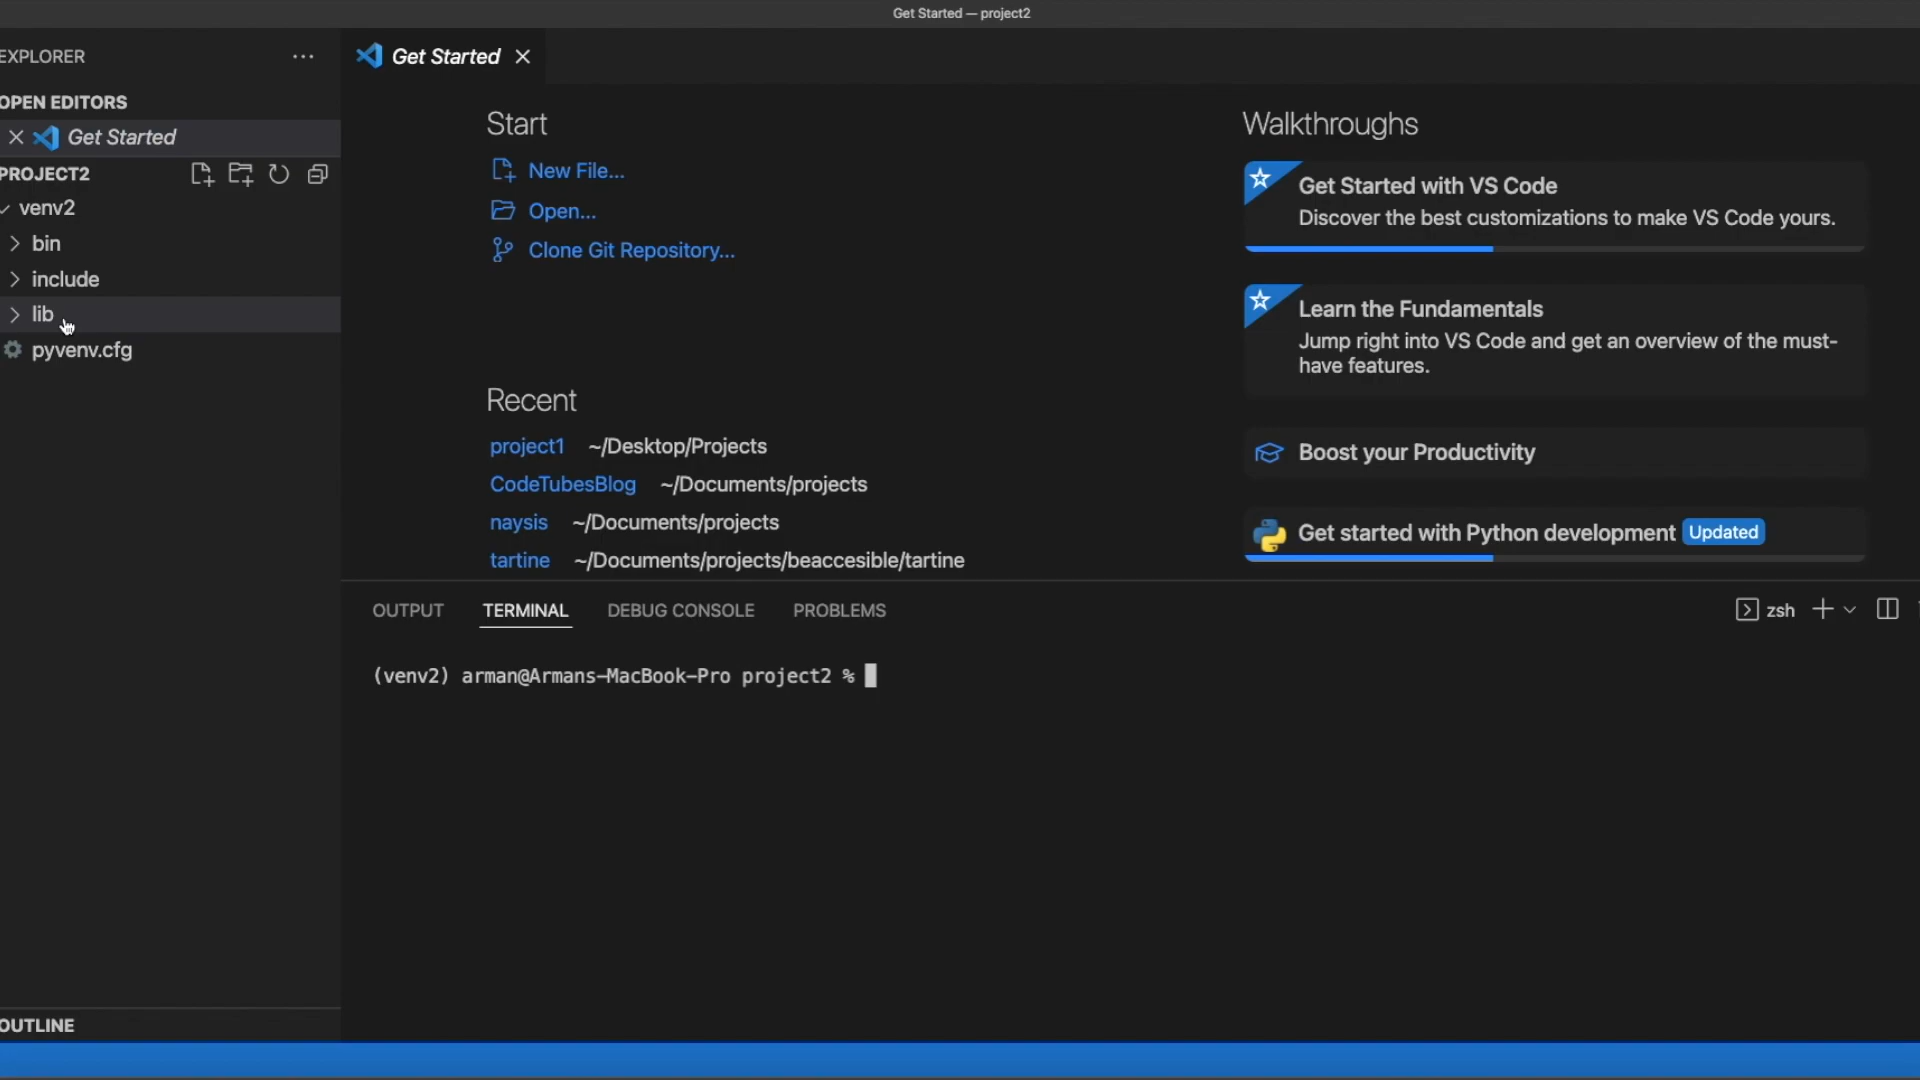 Get Started — project2
EXPLORER
OPEN EDITORS
Get Started
PROJECT2
venv2
bin
include
lib
pyvenv.cfg
OUTLINE
Get Started
Start
New File...
Open...
Clone Git Repository...
Recent
project1 ~/Desktop/Projects
CodeTubesBlog ~/Documents/projects
naysis ~/Documents/projects
tartine ~/Documents/projects/beaccesible/tartine
Walkthroughs
Get Started with VS Code
Discover the best customizations to make VS Code yours.
Learn the Fundamentals
Jump right into VS Code and get an overview of the must-
have features.
Boost your Productivity
Get started with Python development Updated
OUTPUT TERMINAL DEBUG CONSOLE PROBLEMS
zsh
(venv2) arman@Armans-MacBook-Pro project2 %